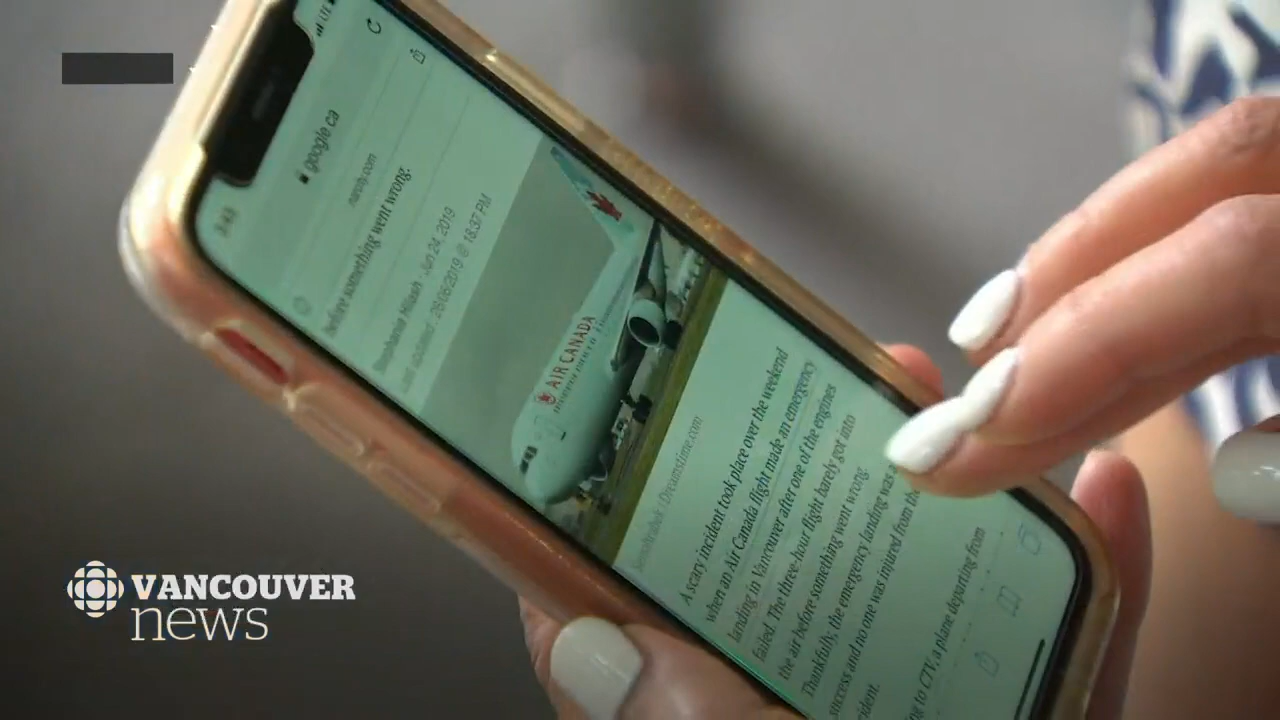 LTE
google.ca
narcity.com
3:43
before something went wrong.
Jun 24, 2019
Last updated: 26/06/2019 @ 18:37 PM
AIR CANADA
Dreamstime.com
A scary incident took place over the weekend
when an Air Canada flight made an emergency
landing in Vancouver after one of the engines
failed. The three-hour flight barely got into
the air before something went wrong.
Thankfully, the emergency landing was a
success and no one was injured from the
ng to CTV, a plane departing from
VANCOUVER
news